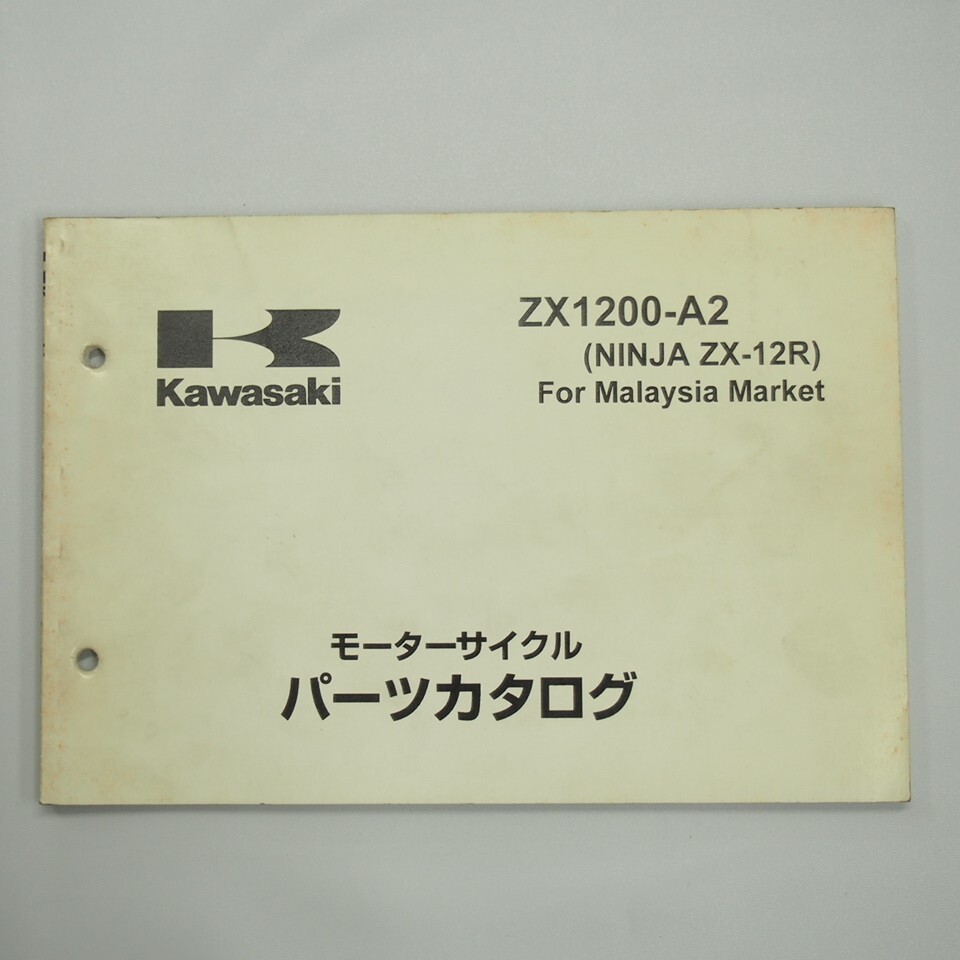 Kawasaki
ZX1200-A2
(NINJA ZX-12R)
For Malaysia Market
モーターサイクル
パーツカタログ